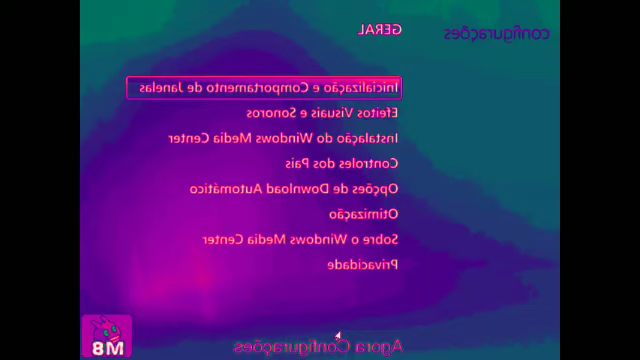 configurações
GERAL
Inicialização e Comportamento de Janelas
Efeitos Visuais e Sonoros
Instalação do Windows Media Center
Controles dos Pais
Opções de Download Automático
Otimização
Sobre o Windows Media Center
Privacidade
Agora Configurações
M8